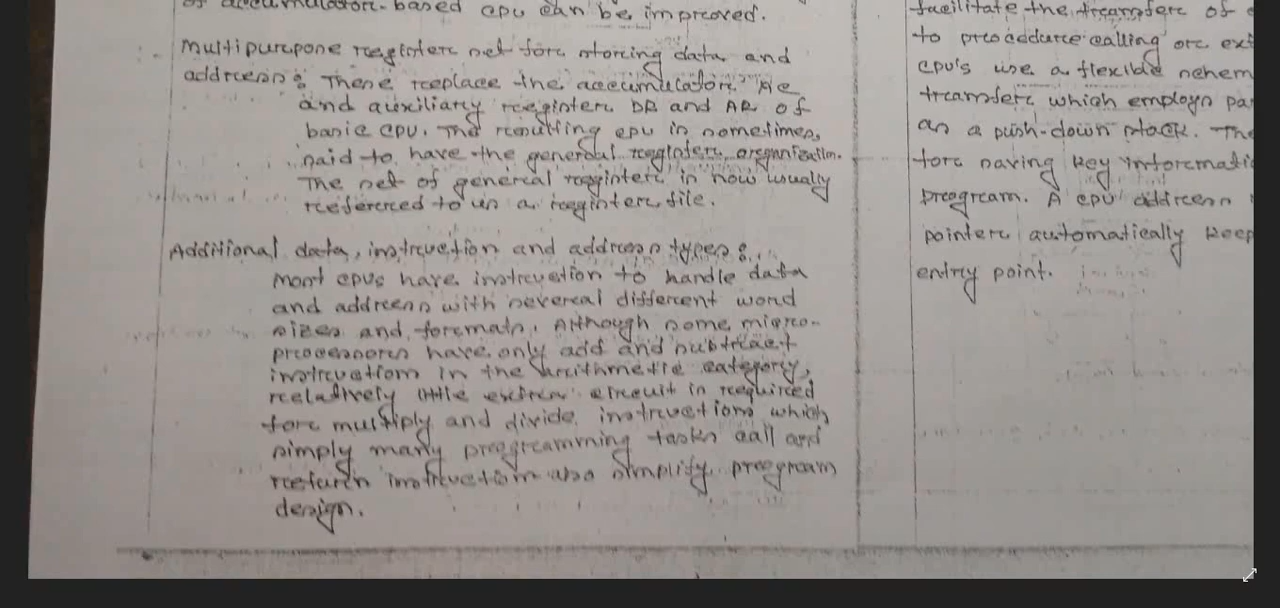 of accumulator-based cpu can be improved.
Multipurpose register set for storing data and
address: These replace the accumulator Ac
and auxiliary register DR and AR of
basic CPU. The resulting cpu is sometimes,
said to have the general register organization.
The set of general register is now usually
referred to us a register file.
Additional data, instruction and address types:
Most cpus have instruction to handle data
and address with several different word
sizes and formats. Although some micro-
processors have only add and subtract
instruction in the arithmetic category,
relatively little extra circuit is required
for multiply and divide instructions which
simply many programming tasks call and
return instruction also simplify program
design.
facilitate the transfer of
to procedure calling or exi
cpu's use a flexible schem
transfer which employs pa
as a push-down stack. The
for saving key informatio
program. A cpu address
pointer automatically keep
entry point.